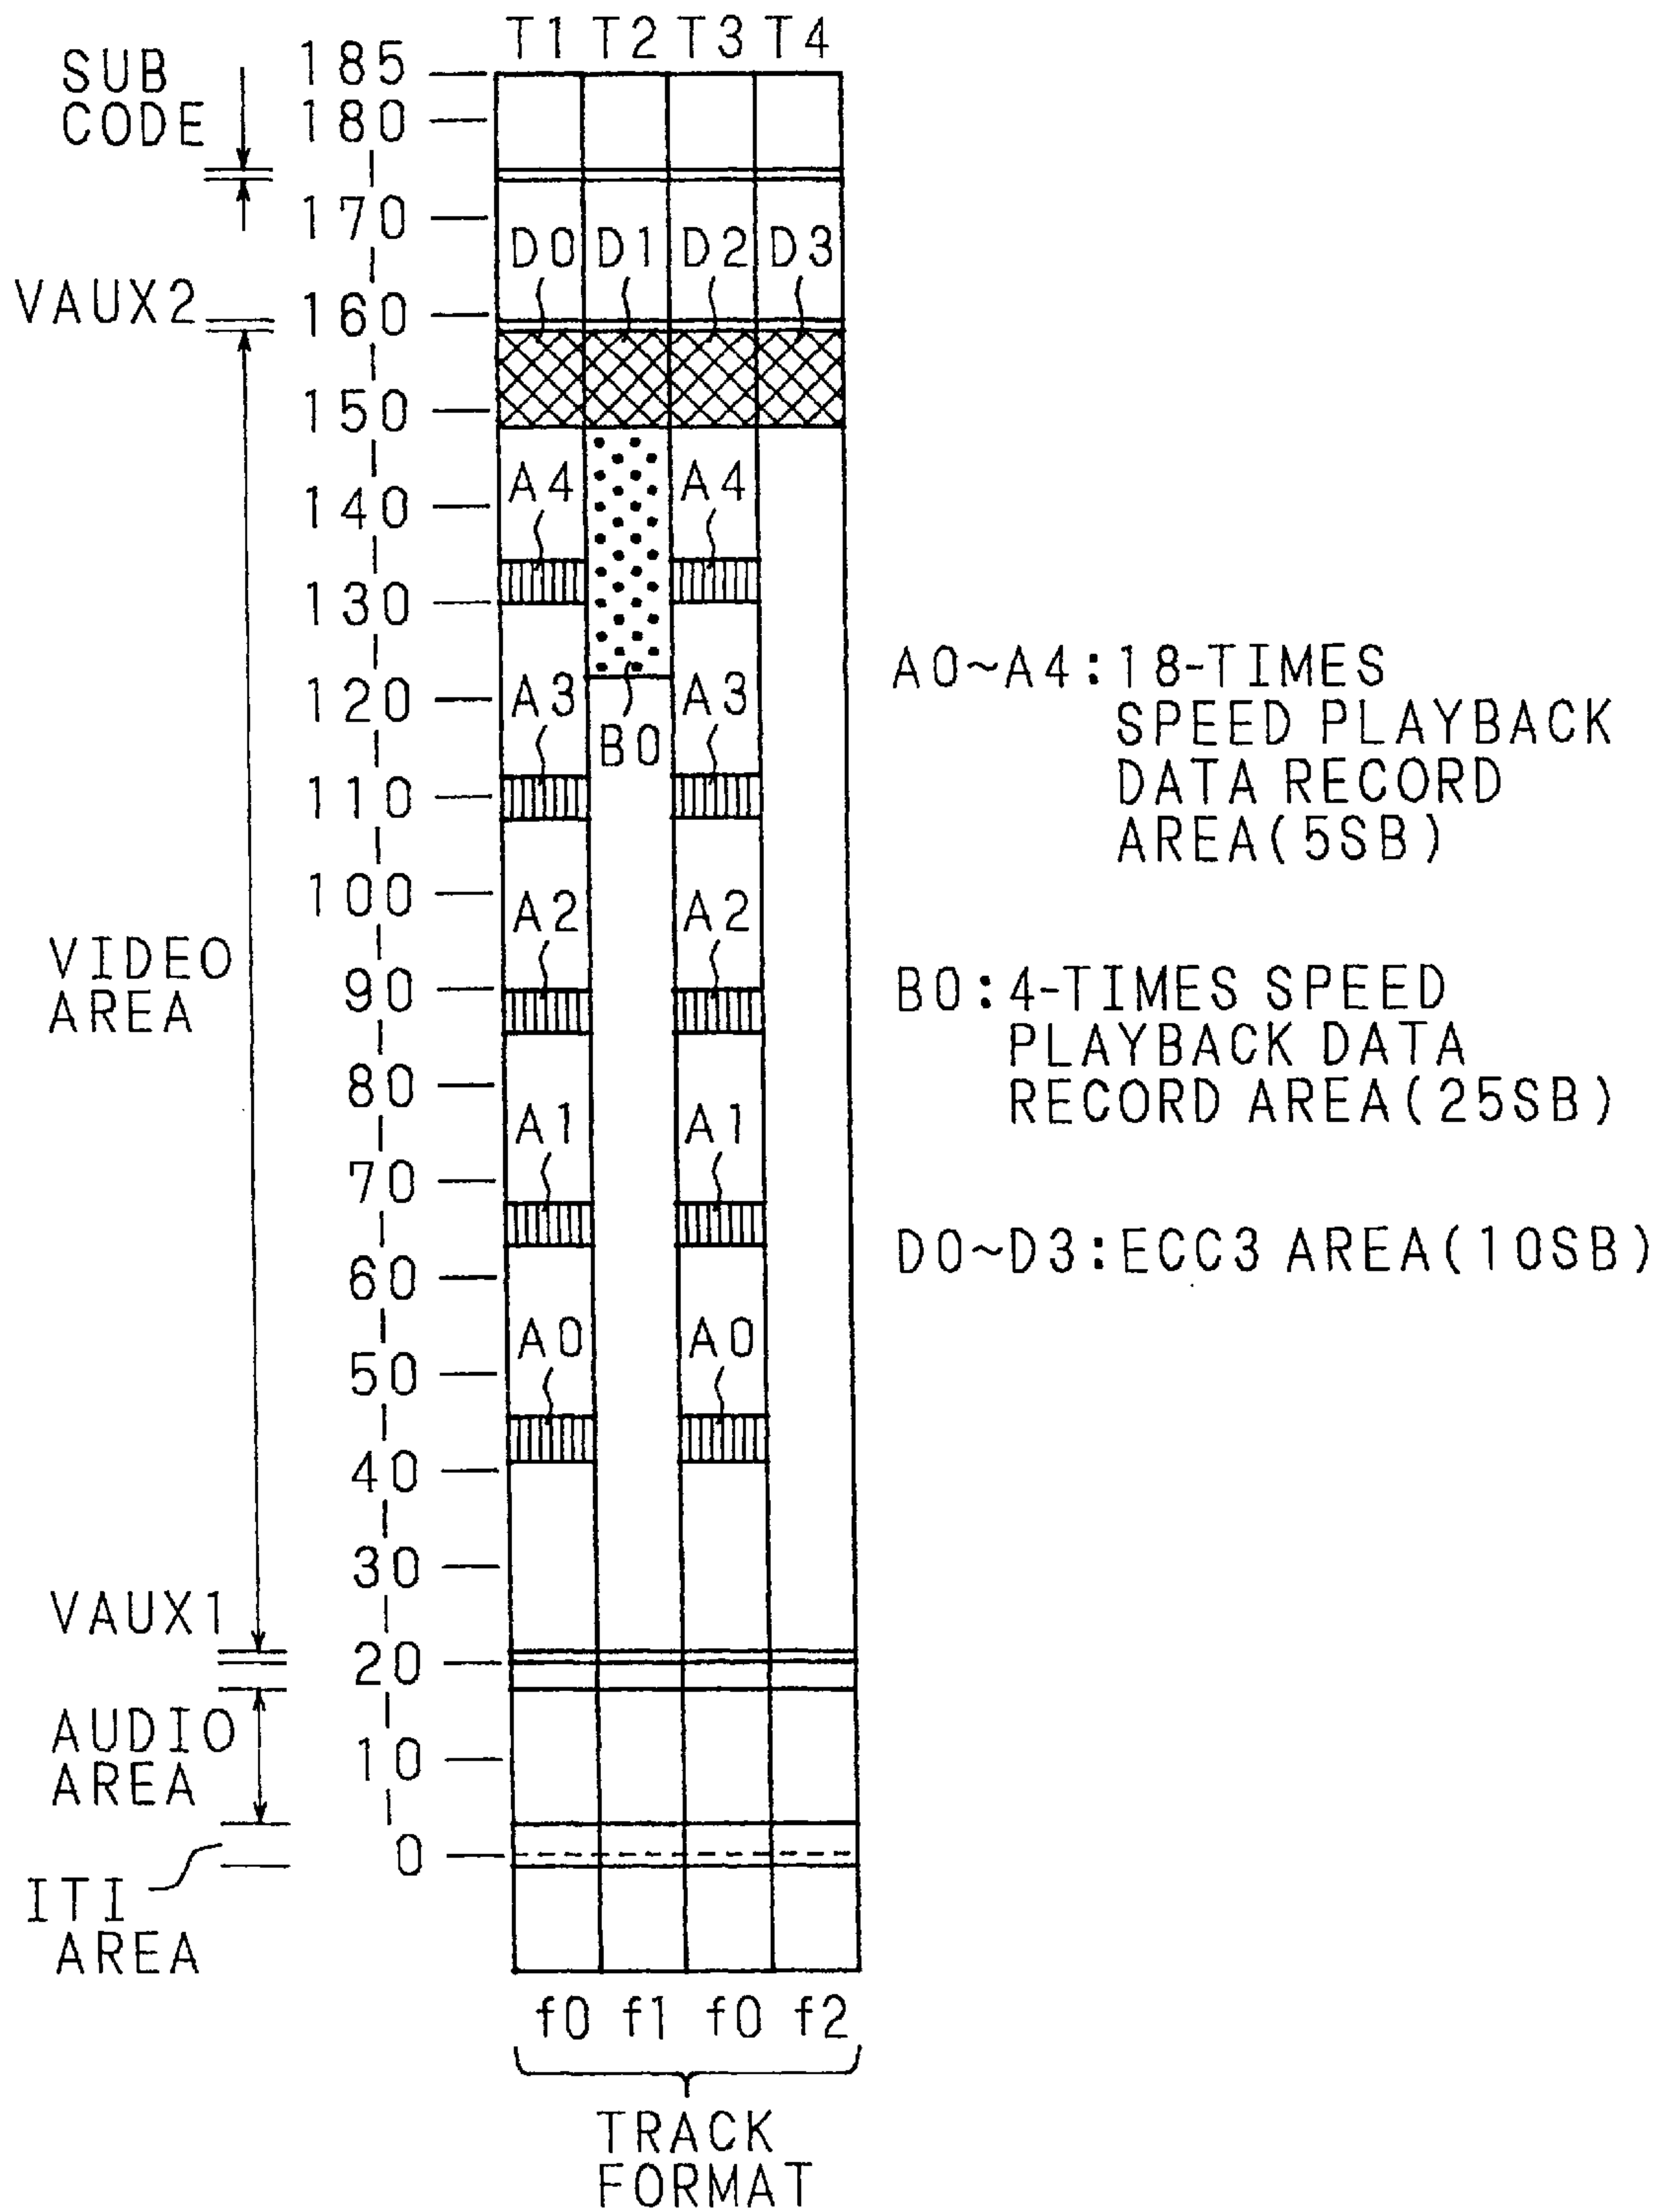 T1 T2 T3 T4
SUB
CODE
185
180
170
D0 D1 D2 D3
VAUX2
160
150
A4 A4
140
130
120
A3 A3
B0
110
100
A2 A2
VIDEO
AREA
90
80
A1 A1
70
60
A0 A0
50
40
30
VAUX1
20
AUDIO
AREA
10
0
ITI
AREA
f0 f1 f0 f2
TRACK
FORMAT
A0~A4:18-TIMES
SPEED PLAYBACK
DATA RECORD
AREA(5SB)
B0:4-TIMES SPEED
PLAYBACK DATA
RECORD AREA(25SB)
D0~D3:ECC3 AREA(10SB)